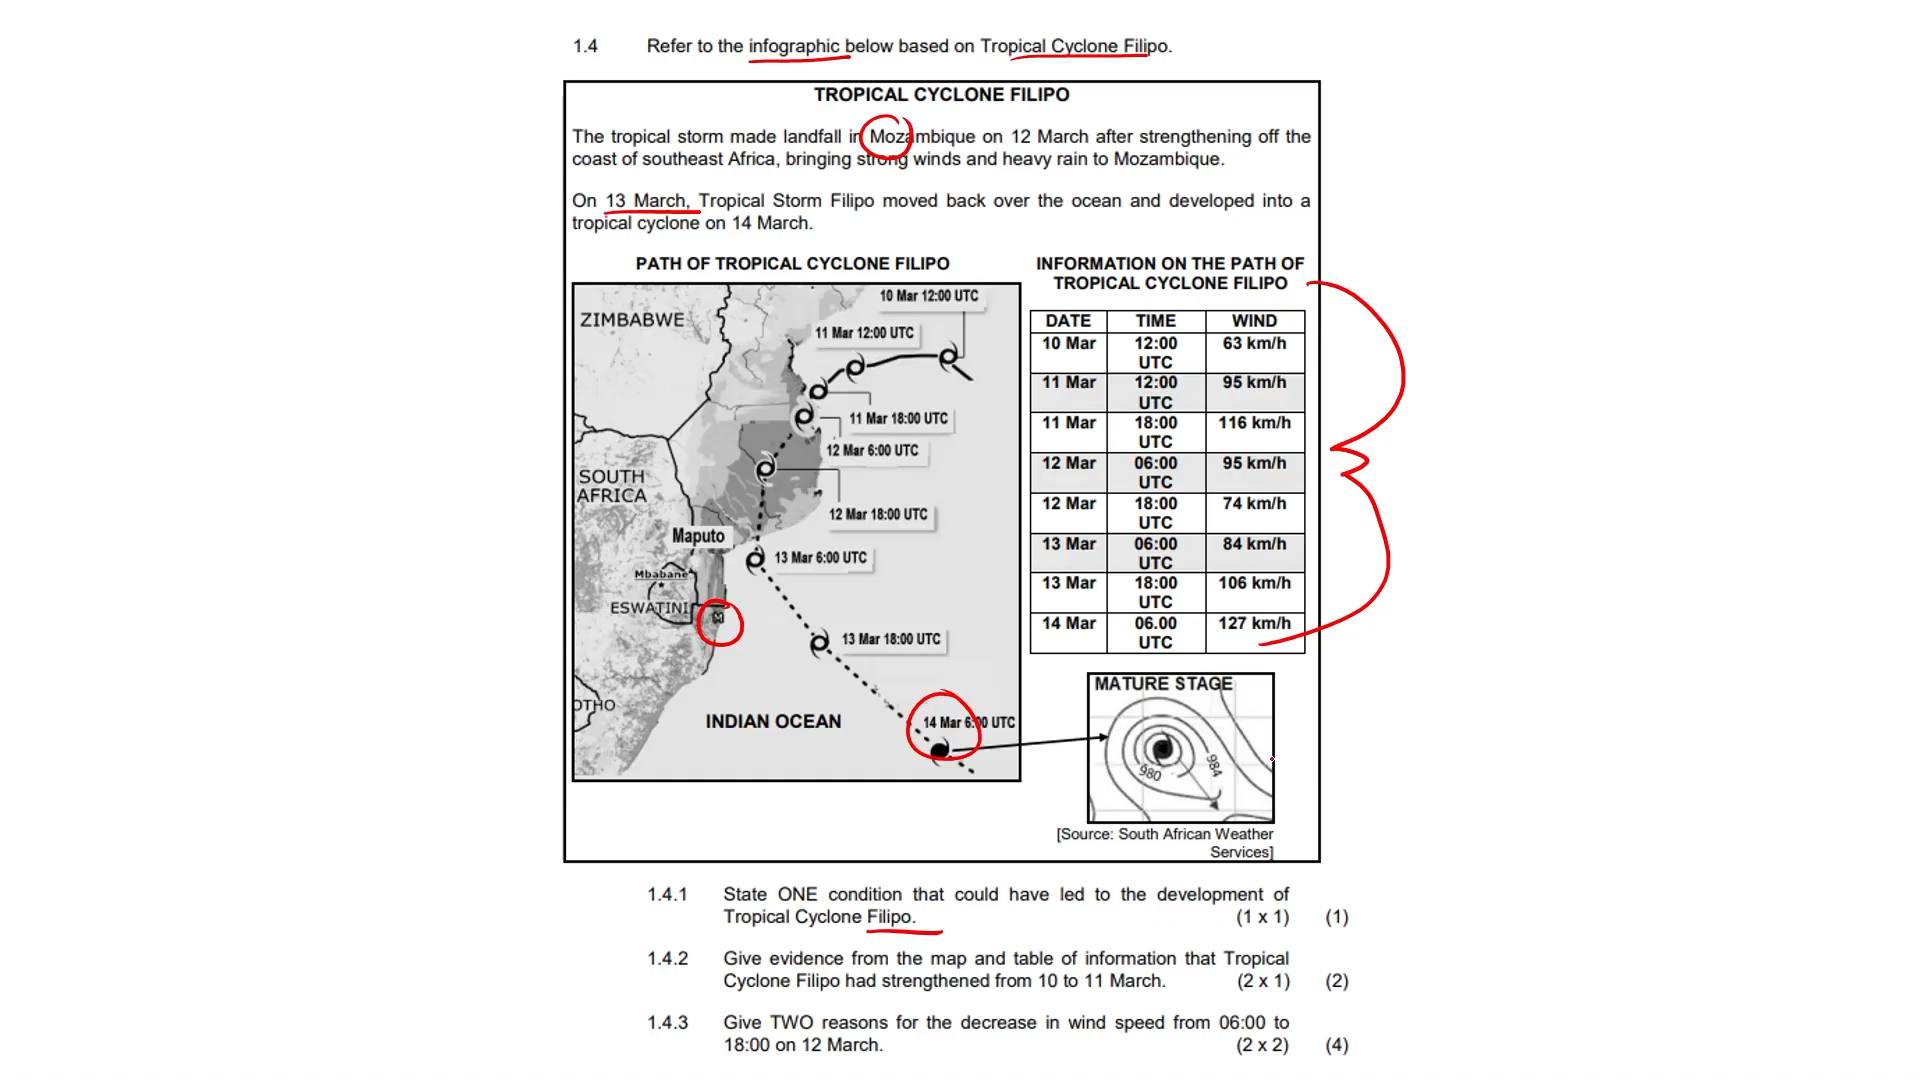 1.4 Refer to the infographic below based on Tropical Cyclone Filipo.
TROPICAL CYCLONE FILIPO
The tropical storm made landfall in Mozambique on 12 March after strengthening off the
coast of southeast Africa, bringing strong winds and heavy rain to Mozambique.
On 13 March, Tropical Storm Filipo moved back over the ocean and developed into a
tropical cyclone on 14 March.
PATH OF TROPICAL CYCLONE FILIPO
10 Mar 12:00 UTC
ZIMBABWE
11 Mar 12:00 UTC
11 Mar 18:00 UTC
12 Mar 6:00 UTC
SOUTH
AFRICA
12 Mar 18:00 UTC
Maputo
13 Mar 6:00 UTC
Mbabane
ESWATINI
M
13 Mar 18:00 UTC
OTHO
INDIAN OCEAN
14 Mar 6:00 UTC
INFORMATION ON THE PATH OF
TROPICAL CYCLONE FILIPO
DATE TIME WIND
10 Mar 12:00 UTC 63 km/h
11 Mar 12:00 UTC 95 km/h
11 Mar 18:00 UTC 116 km/h
12 Mar 06:00 UTC 95 km/h
12 Mar 18:00 UTC 74 km/h
13 Mar 06:00 UTC 84 km/h
13 Mar 18:00 UTC 106 km/h
14 Mar 06.00 UTC 127 km/h
MATURE STAGE
980
984
[Source: South African Weather
Services]
1.4.1 State ONE condition that could have led to the development of
Tropical Cyclone Filipo. (1 x 1) (1)
1.4.2 Give evidence from the map and table of information that Tropical
Cyclone Filipo had strengthened from 10 to 11 March. (2 x 1) (2)
1.4.3 Give TWO reasons for the decrease in wind speed from 06:00 to
18:00 on 12 March. (2 x 2) (4)